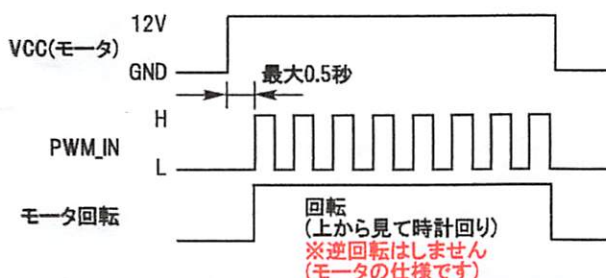 12V
VCC(モータ)
GND
最大0.5秒
H
PWM_IN
L
モータ回転
回転
(上から見て時計回り)
※逆回転はしません
(モータの仕様です)